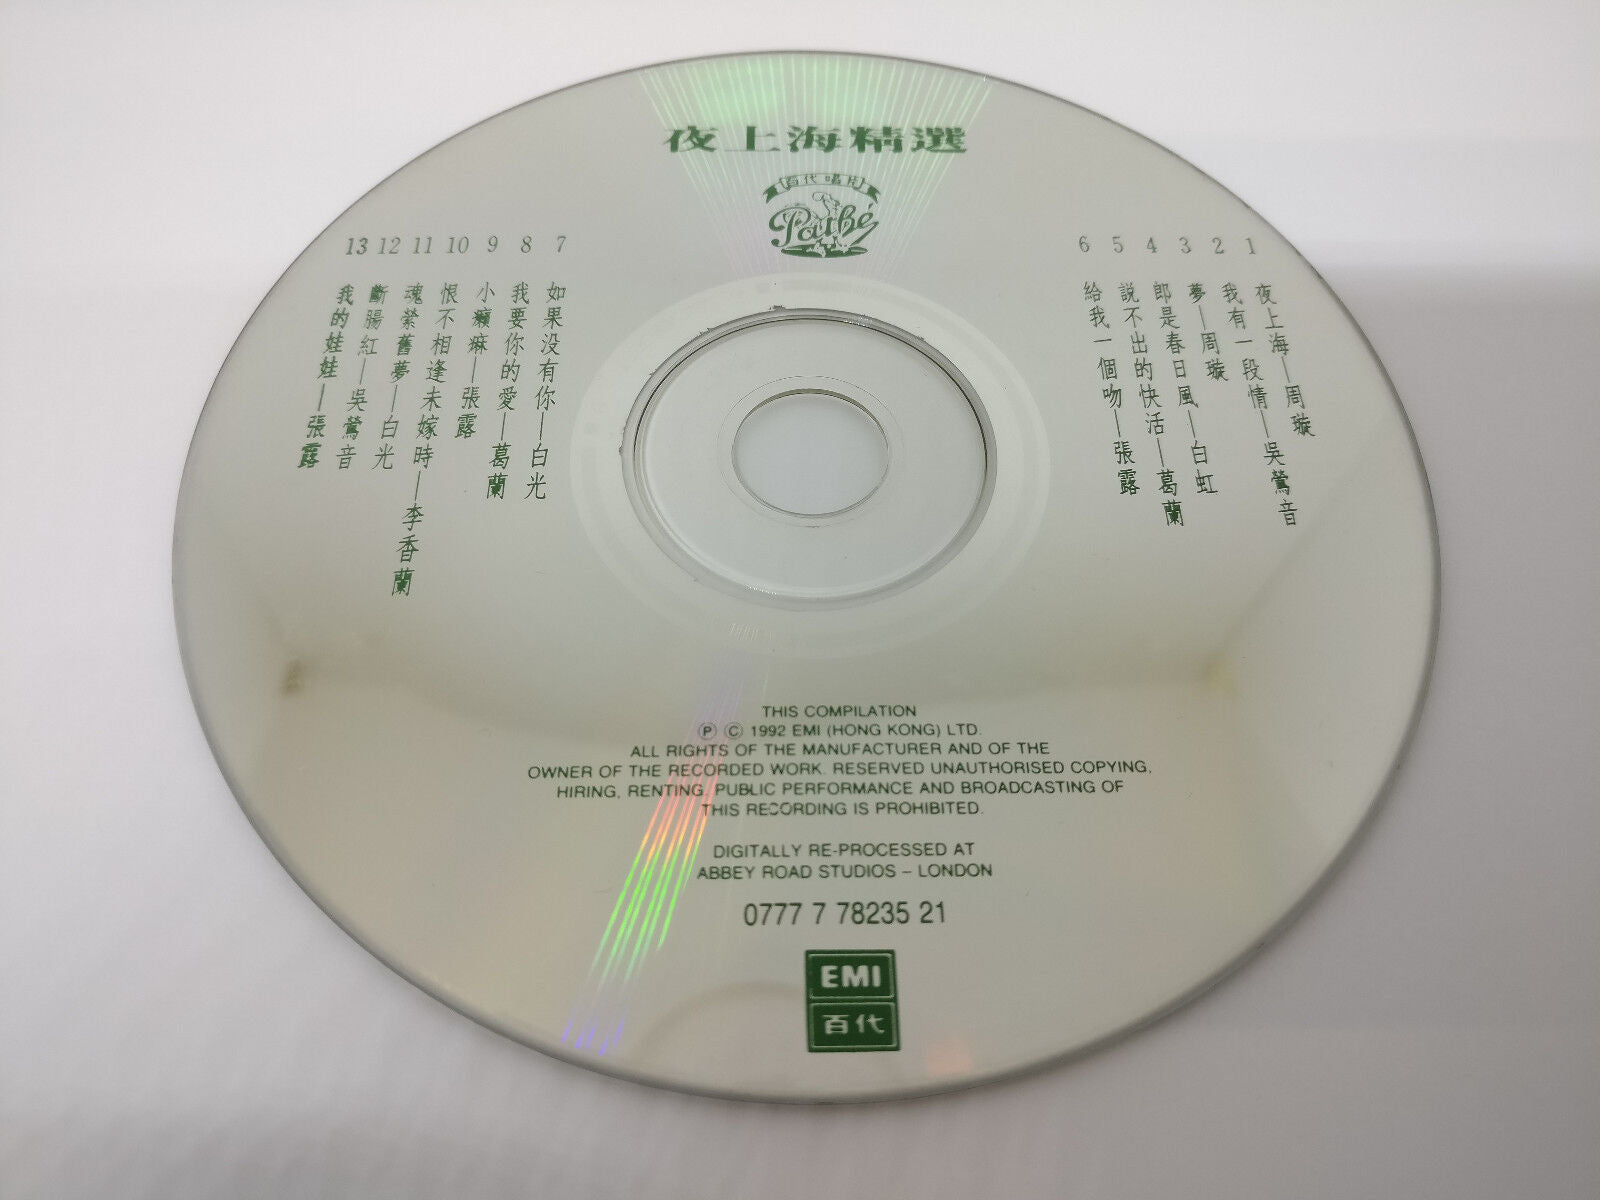 夜上海精選
百代唱片
Pathé
1 夜上海—周璇
2 我有一段情—吳鶯音
3 夢—周璇
4 郎是春日風—白虹
5 說不出的快活—葛蘭
6 給我一個吻—張露
7 如果没有你—白光
8 我要你的愛—葛蘭
9 小癩痳—張露
10 恨不相逢未嫁時—李香蘭
11 魂縈舊夢—白光
12 斷腸紅—吳鶯音
13 我的娃娃—張露
THIS COMPILATION
Ⓟ Ⓒ 1992 EMI (HONG KONG) LTD.
ALL RIGHTS OF THE MANUFACTURER AND OF THE
OWNER OF THE RECORDED WORK. RESERVED UNAUTHORISED COPYING,
HIRING, RENTING, PUBLIC PERFORMANCE AND BROADCASTING OF
THIS RECORDING IS PROHIBITED.
DIGITALLY RE-PROCESSED AT
ABBEY ROAD STUDIOS – LONDON
0777 7 78235 21
EMI
百代